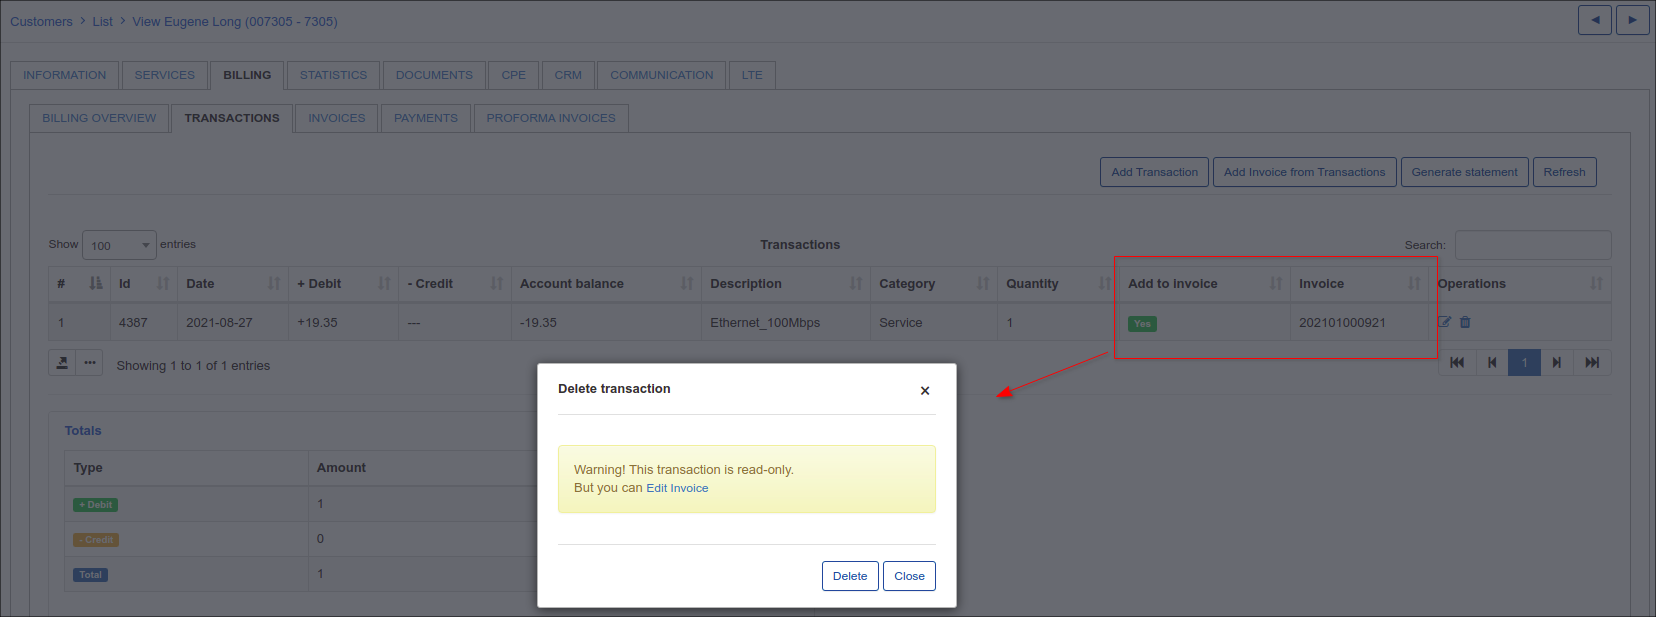 Customers > List > View Eugene Long (007305 - 7305)
INFORMATION SERVICES BILLING STATISTICS DOCUMENTS CPE CRM COMMUNICATION LTE
BILLING OVERVIEW TRANSACTIONS INVOICES PAYMENTS PROFORMA INVOICES
Add Transaction Add Invoice from Transactions Generate statement Refresh
Show 100 entries Transactions Search:
# Id Date + Debit - Credit Account balance Description Category Quantity Add to invoice Invoice Operations
1 4387 2021-08-27 +19.35 --- -19.35 Ethernet_100Mbps Service 1 Yes 202101000921
Showing 1 to 1 of 1 entries 1
Delete transaction ×
Totals
Type Amount
Warning! This transaction is read-only.
But you can Edit Invoice
+ Debit 1
- Credit 0
Total 1
Delete Close